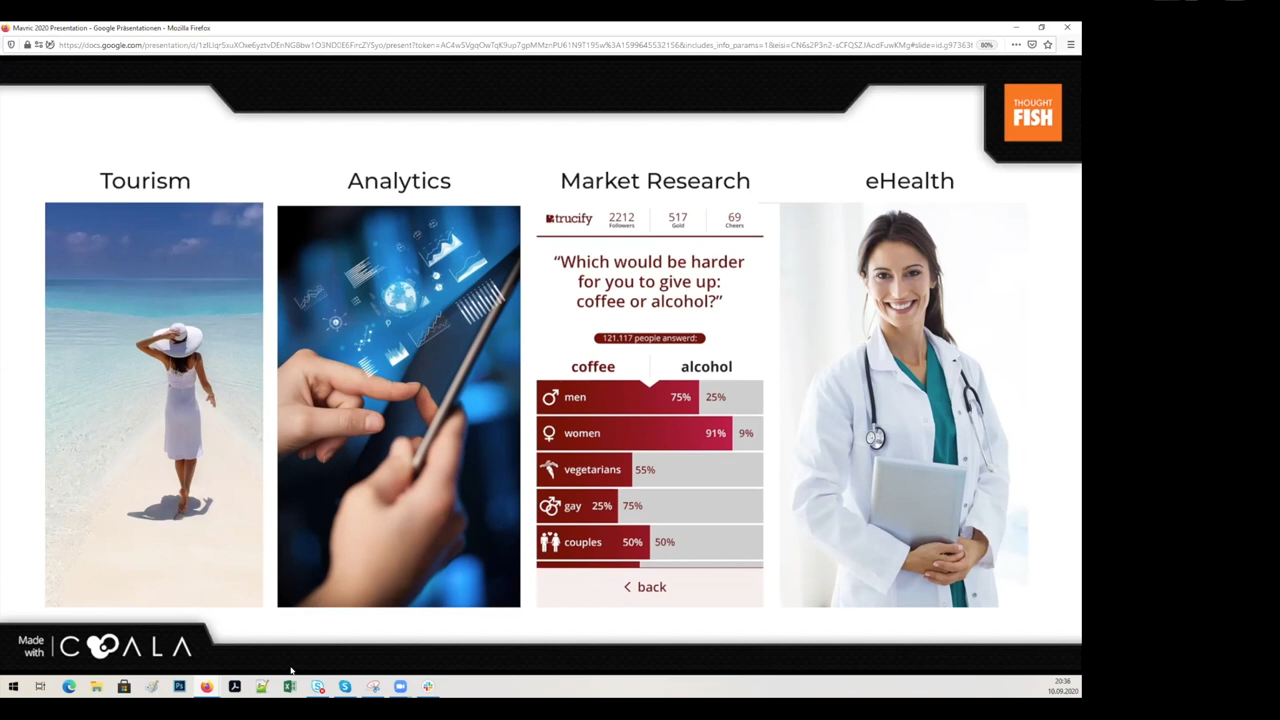 Mavric 2020 Presentation - Google Präsentationen - Mozilla Firefox
80%
THOUGHT
FISH
Tourism
Analytics
Market Research
eHealth
trucify
2212
Followers
517
Gold
69
Cheers
“Which would be harder
for you to give up:
coffee or alcohol?”
121.117 people answerd:
coffee
alcohol
men 75% 25%
women 91% 9%
vegetarians 55%
gay 25% 75%
couples 50% 50%
< back
Made
with
COALA
20:36
10.09.2020